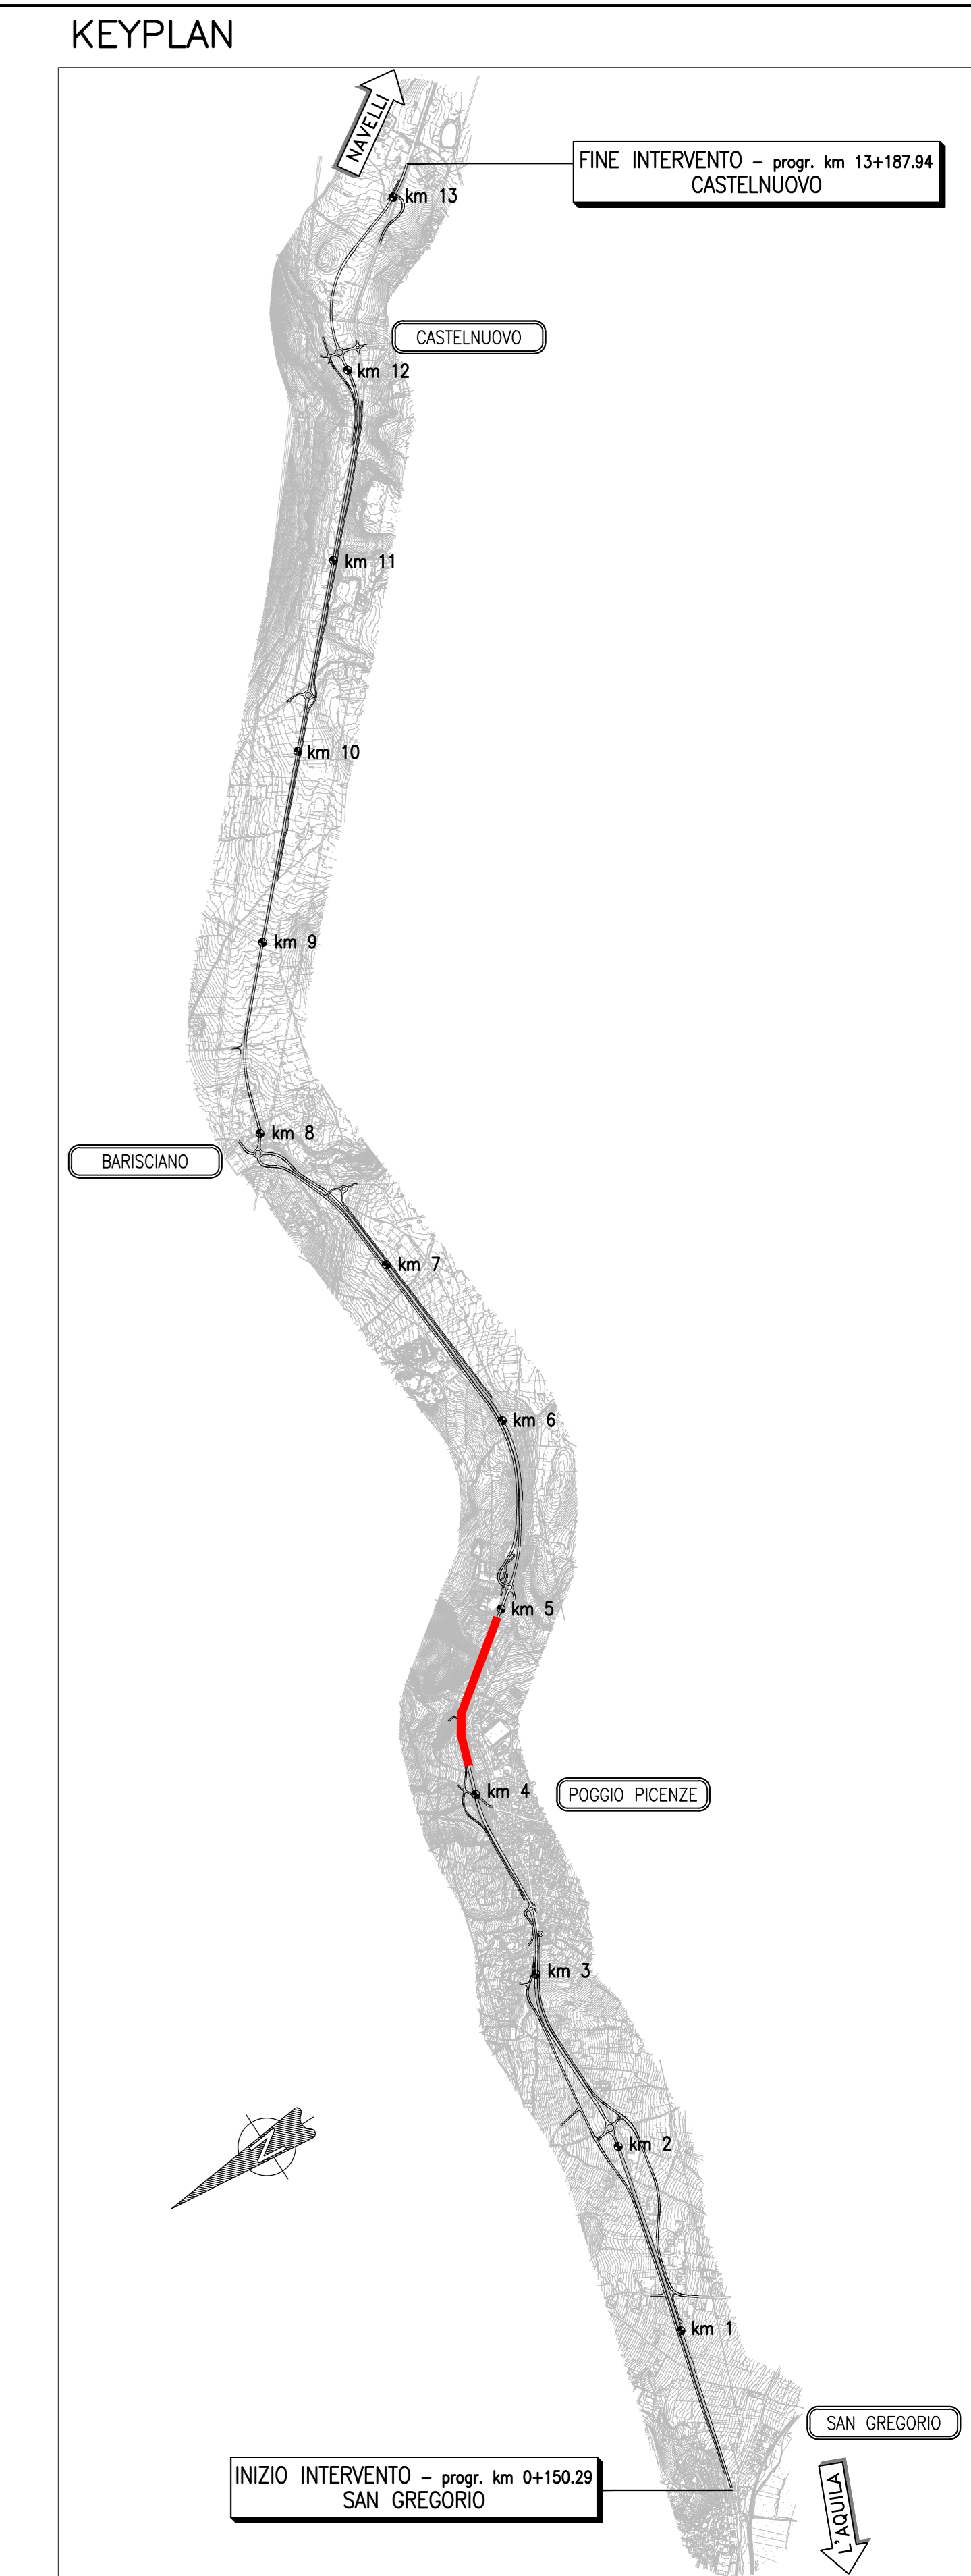 KEYPLAN
NAVELLI
FINE INTERVENTO – progr. km 13+187.94
CASTELNUOVO
km 13
CASTELNUOVO
km 12
km 11
km 10
km 9
km 8
BARISCIANO
km 7
km 6
km 5
km 4
POGGIO PICENZE
km 3
N
km 2
km 1
SAN GREGORIO
INIZIO INTERVENTO – progr. km 0+150.29
SAN GREGORIO
L'AQUILA